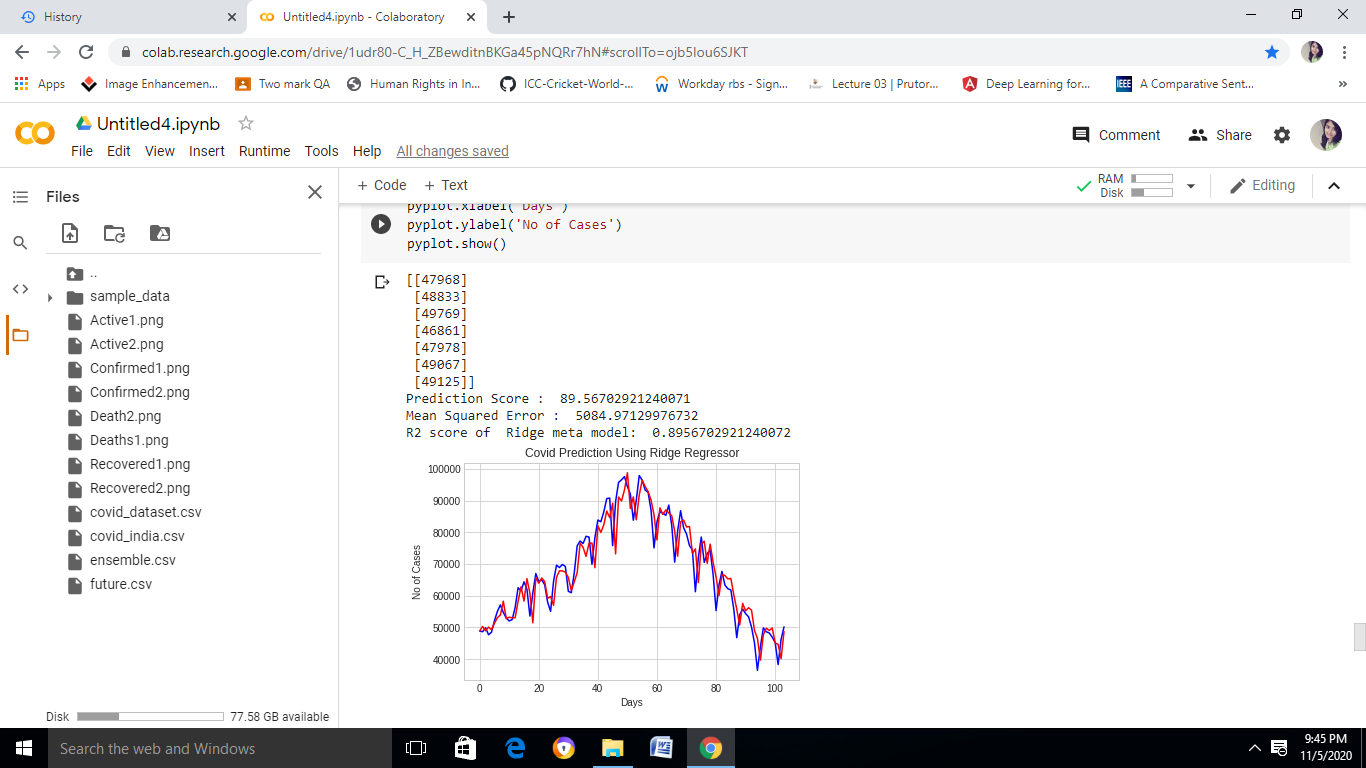 History
Untitled4.ipynb - Colaboratory
colab.research.google.com/drive/1udr80-C_H_ZBewditnBKGa45pNQRr7hN#scrollTo=ojb5Iou6SJKT
Apps
Image Enhancemen...
Two mark QA
Human Rights in In...
ICC-Cricket-World-...
Workday rbs - Sign...
Lecture 03 | Prutor...
Deep Learning for...
IEEE
A Comparative Sent...
»
CO
Untitled4.ipynb
Comment
Share
File Edit View Insert Runtime Tools Help All changes saved
Files
+ Code + Text
RAM
Disk
Editing
..
sample_data
Active1.png
Active2.png
Confirmed1.png
Confirmed2.png
Death2.png
Deaths1.png
Recovered1.png
Recovered2.png
covid_dataset.csv
covid_india.csv
ensemble.csv
future.csv
Disk 77.58 GB available
pyplot.xlabel('Days')
pyplot.ylabel('No of Cases')
pyplot.show()
[[47968]
[48833]
[49769]
[46861]
[47978]
[49067]
[49125]]
Prediction Score :  89.56702921240071
Mean Squared Error :  5084.97129976732
R2 score of  Ridge meta model:  0.8956702921240072
Covid Prediction Using Ridge Regressor
100000
90000
80000
70000
60000
50000
40000
No of Cases
0 20 40 60 80 100
Days
Search the web and Windows
9:45 PM
11/5/2020